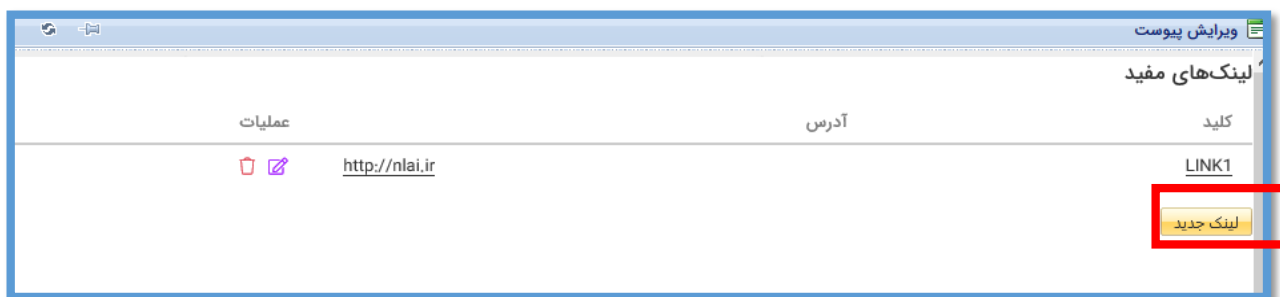 ویرایش پیوست
لینک‌های مفید
کلید آدرس عملیات
LINK1 http://nlai.ir
لینک جدید